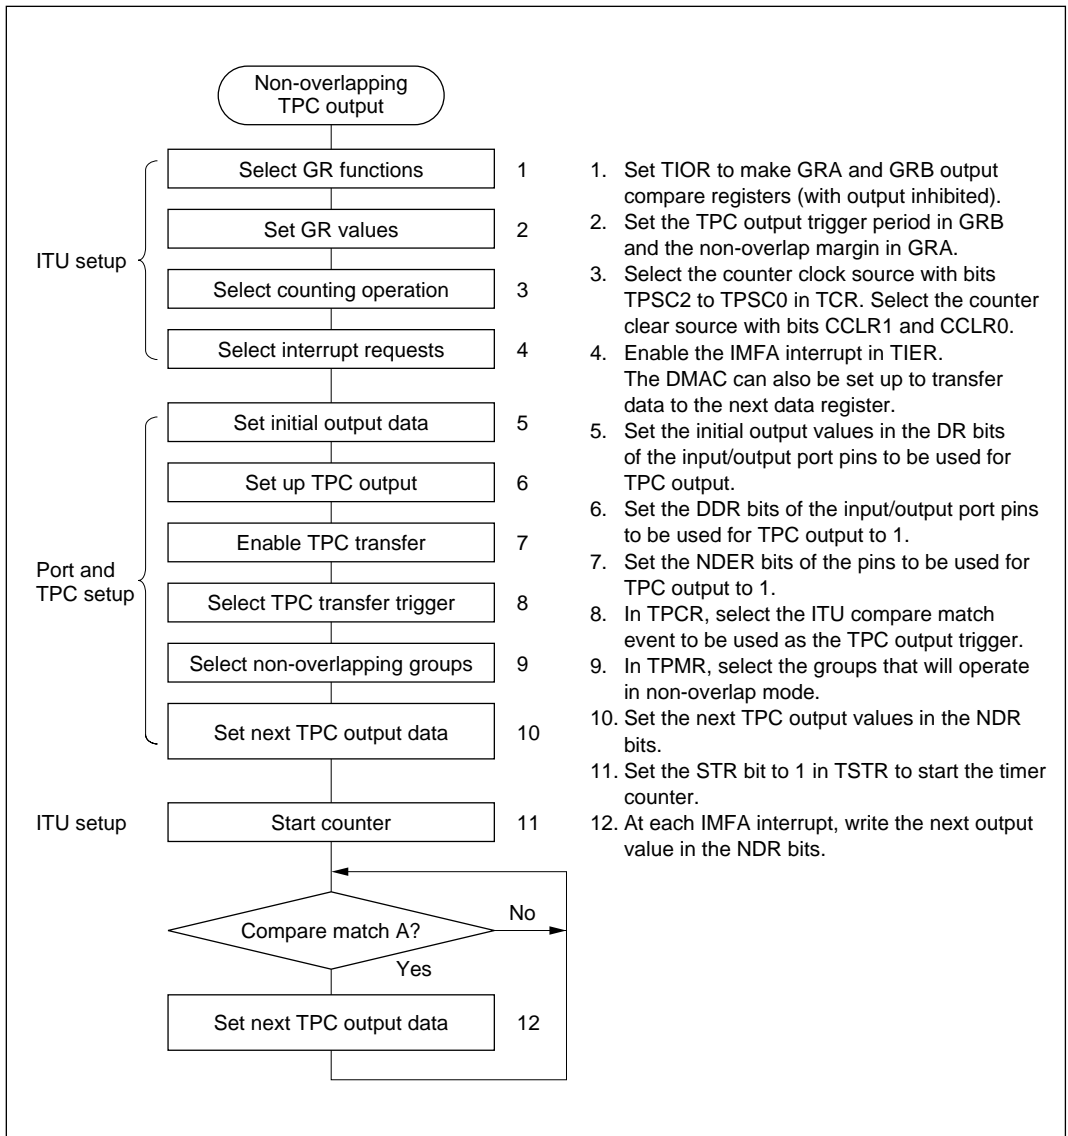 Non-overlapping
TPC output
ITU setup
Select GR functions
1
Set GR values
2
Select counting operation
3
Select interrupt requests
4
Port and
TPC setup
Set initial output data
5
Set up TPC output
6
Enable TPC transfer
7
Select TPC transfer trigger
8
Select non-overlapping groups
9
Set next TPC output data
10
ITU setup
Start counter
11
Compare match A?
No
Yes
Set next TPC output data
12
1. Set TIOR to make GRA and GRB output
compare registers (with output inhibited).
2. Set the TPC output trigger period in GRB
and the non-overlap margin in GRA.
3. Select the counter clock source with bits
TPSC2 to TPSC0 in TCR. Select the counter
clear source with bits CCLR1 and CCLR0.
4. Enable the IMFA interrupt in TIER.
The DMAC can also be set up to transfer
data to the next data register.
5. Set the initial output values in the DR bits
of the input/output port pins to be used for
TPC output.
6. Set the DDR bits of the input/output port pins
to be used for TPC output to 1.
7. Set the NDER bits of the pins to be used for
TPC output to 1.
8. In TPCR, select the ITU compare match
event to be used as the TPC output trigger.
9. In TPMR, select the groups that will operate
in non-overlap mode.
10. Set the next TPC output values in the NDR
bits.
11. Set the STR bit to 1 in TSTR to start the timer
counter.
12. At each IMFA interrupt, write the next output
value in the NDR bits.